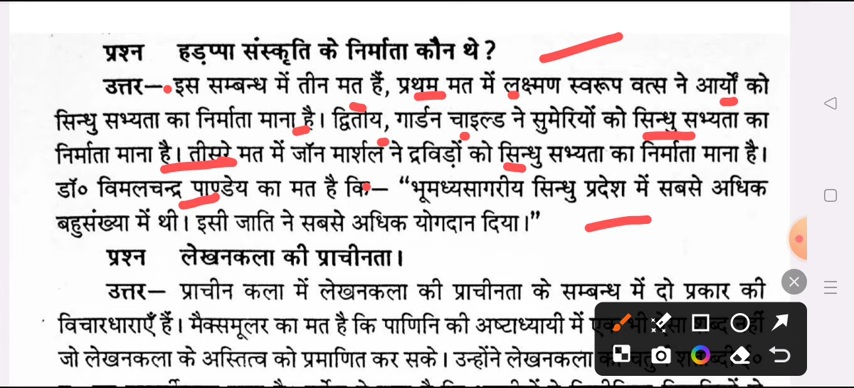 प्रश्न हड़प्पा संस्कृति के निर्माता कौन थे ?
उत्तर— इस सम्बन्ध में तीन मत हैं, प्रथम मत में लक्ष्मण स्वरूप वत्स ने आर्यों को
सिन्धु सभ्यता का निर्माता माना है। द्वितीय, गार्डन चाइल्ड ने सुमेरियों को सिन्धु सभ्यता का
निर्माता माना है। तीसरे मत में जॉन मार्शल ने द्रविड़ों को सिन्धु सभ्यता का निर्माता माना है।
डॉ० विमलचन्द्र पाण्डेय का मत है कि— “भूमध्यसागरीय सिन्धु प्रदेश में सबसे अधिक
बहुसंख्या में थी। इसी जाति ने सबसे अधिक योगदान दिया।”
प्रश्न लेखनकला की प्राचीनता।
उत्तर— प्राचीन कला में लेखनकला की प्राचीनता के सम्बन्ध में दो प्रकार की
विचारधाराएँ हैं। मैक्समूलर का मत है कि पाणिनि की अष्टाध्यायी में
जो लेखनकला के अस्तित्व को प्रमाणित कर सके। उन्होंने लेखनकला